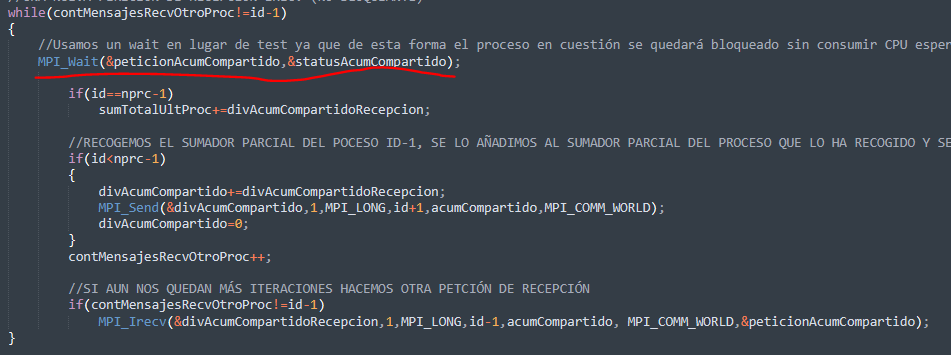 while(contMensajesRecvOtroProc!=id-1)
{
//Usamos un wait en lugar de test ya que de esta forma el proceso en cuestión se quedará bloqueado sin consumir CPU esper
MPI_Wait(&peticionAcumCompartido,&statusAcumCompartido);
if(id==nprc-1)
sumTotalUltProc+=divAcumCompartidoRecepcion;
//RECOGEMOS EL SUMADOR PARCIAL DEL POCESO ID-1, SE LO AÑADIMOS AL SUMADOR PARCIAL DEL PROCESO QUE LO HA RECOGIDO Y SE
if(id<nprc-1)
{
divAcumCompartido+=divAcumCompartidoRecepcion;
MPI_Send(&divAcumCompartido,1,MPI_LONG,id+1,acumCompartido,MPI_COMM_WORLD);
divAcumCompartido=0;
}
contMensajesRecvOtroProc++;
//SI AUN NOS QUEDAN MÁS ITERACIONES HACEMOS OTRA PETCIÓN DE RECEPCIÓN
if(contMensajesRecvOtroProc!=id-1)
MPI_Irecv(&divAcumCompartidoRecepcion,1,MPI_LONG,id-1,acumCompartido, MPI_COMM_WORLD,&peticionAcumCompartido);
}